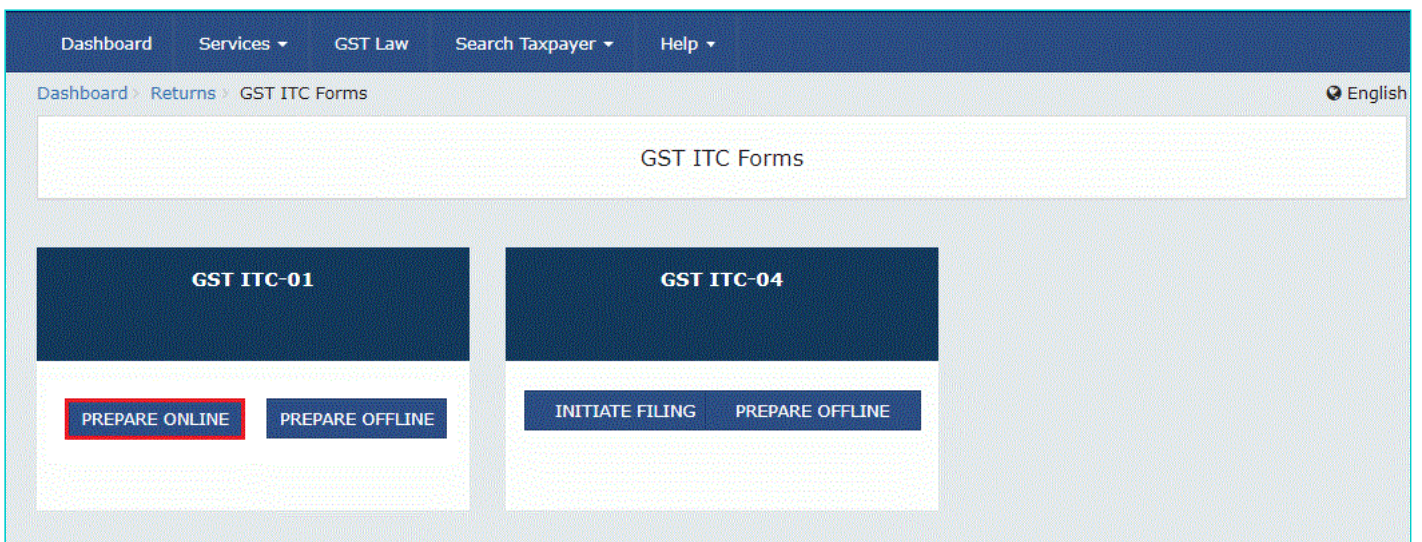 Dashboard Services GST Law Search Taxpayer Help
Dashboard > Returns > GST ITC Forms English
GST ITC Forms
GST ITC-01 GST ITC-04
PREPARE ONLINE PREPARE OFFLINE INITIATE FILING PREPARE OFFLINE